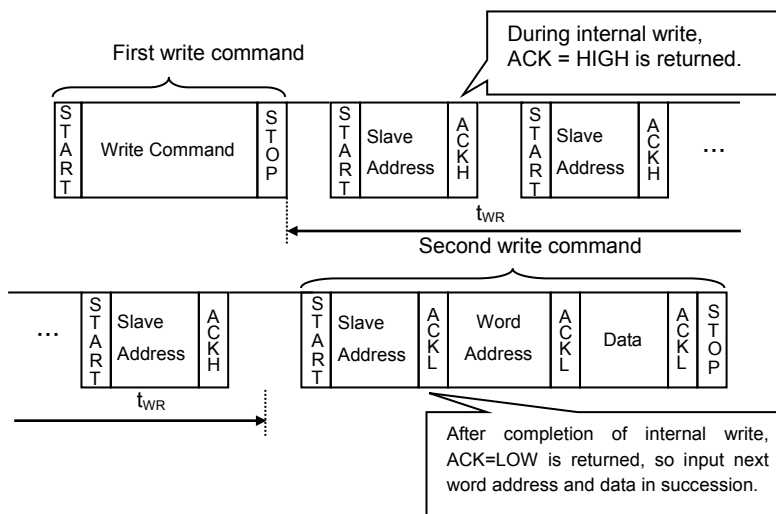 First write command
During internal write,
ACK = HIGH is returned.
START
Write Command
STOP
START
Slave
Address
ACKH
START
Slave
Address
ACKH
…
tWR
Second write command
…
START
Slave
Address
ACKH
START
Slave
Address
ACKL
Word
Address
ACKL
Data
ACKL
STOP
tWR
After completion of internal write,
ACK=LOW is returned, so input next
word address and data in succession.